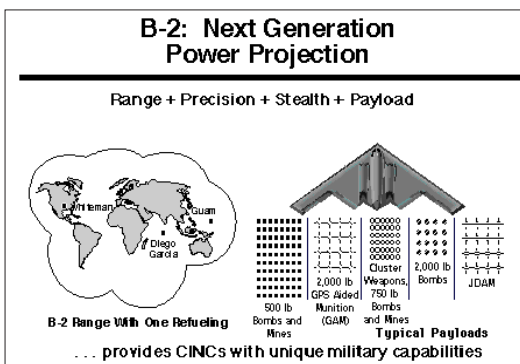 B-2: Next Generation
Power Projection
Range + Precision + Stealth + Payload
Whiteman
Guam
Diego
Garcia
B-2 Range With One Refueling
500 lb
Bombs and
Mines
2,000 lb
GPS Aided
Munition
(GAM)
Cluster
Weapons,
750 lb
Bombs
and Mines
2,000 lb
Bombs
JDAM
Typical Payloads
. . . provides CINCs with unique military capabilities